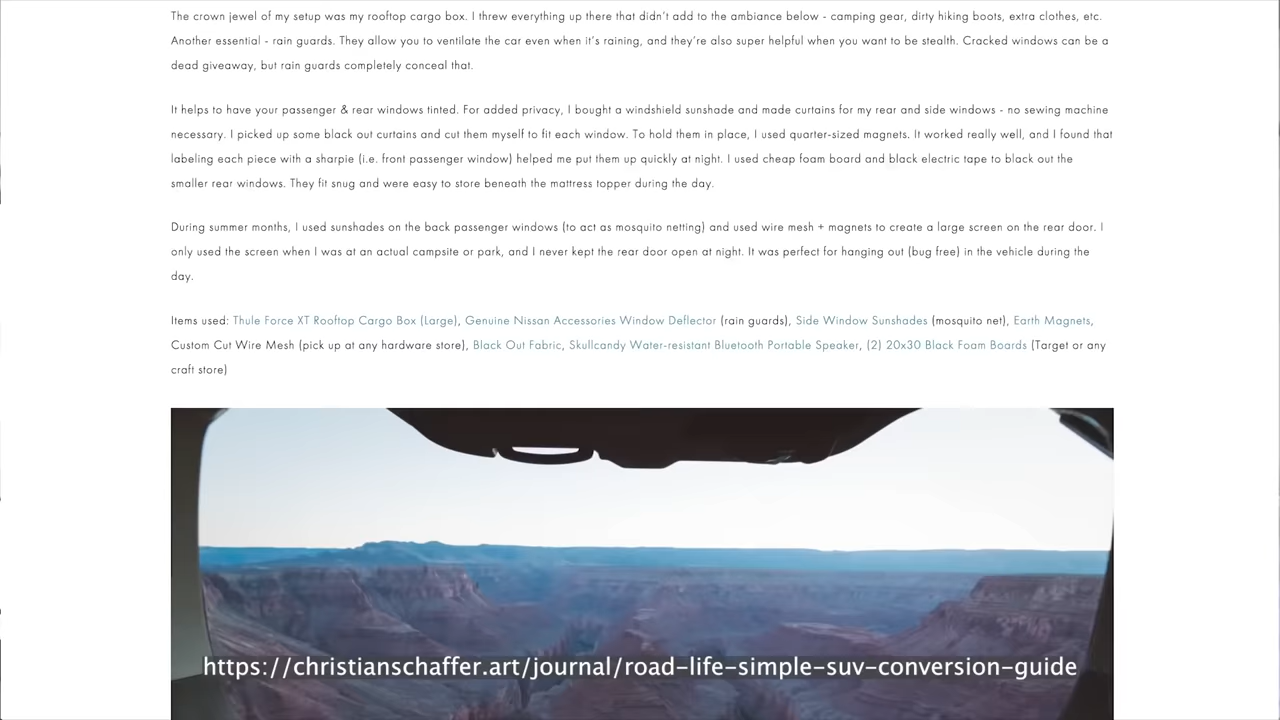 The crown jewel of my setup was my rooftop cargo box. I threw everything up there that didn’t add to the ambiance below - camping gear, dirty hiking boots, extra clothes, etc.
Another essential - rain guards. They allow you to ventilate the car even when it’s raining, and they’re also super helpful when you want to be stealth. Cracked windows can be a
dead giveaway, but rain guards completely conceal that.
It helps to have your passenger & rear windows tinted. For added privacy, I bought a windshield sunshade and made curtains for my rear and side windows - no sewing machine
necessary. I picked up some black out curtains and cut them myself to fit each window. To hold them in place, I used quarter-sized magnets. It worked really well, and I found that
labeling each piece with a sharpie (i.e. front passenger window) helped me put them up quickly at night. I used cheap foam board and black electric tape to black out the
smaller rear windows. They fit snug and were easy to store beneath the mattress topper during the day.
During summer months, I used sunshades on the back passenger windows (to act as mosquito netting) and used wire mesh + magnets to create a large screen on the rear door. I
only used the screen when I was at an actual campsite or park, and I never kept the rear door open at night. It was perfect for hanging out (bug free) in the vehicle during the
day.
Items used: Thule Force XT Rooftop Cargo Box (Large), Genuine Nissan Accessories Window Deflector (rain guards), Side Window Sunshades (mosquito net), Earth Magnets,
Custom Cut Wire Mesh (pick up at any hardware store), Black Out Fabric, Skullcandy Water-resistant Bluetooth Portable Speaker, (2) 20x30 Black Foam Boards (Target or any
craft store)
https://christianschaffer.art/journal/road-life-simple-suv-conversion-guide